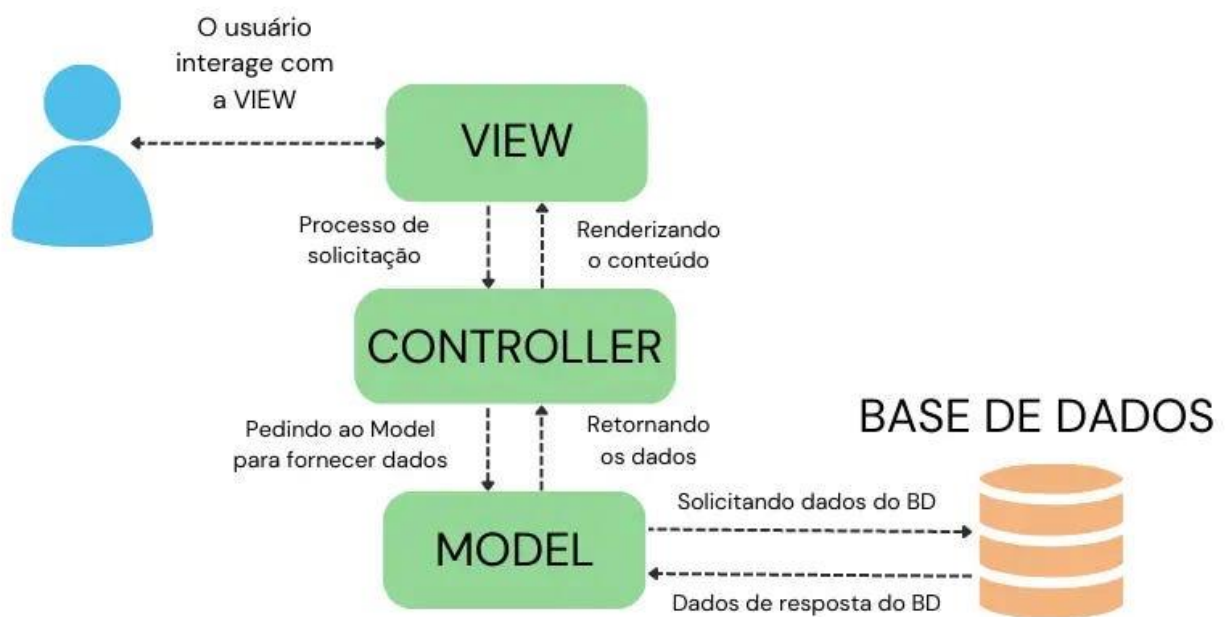 O usuário
interage com
a VIEW
VIEW
Processo de
solicitação
Renderizando
o conteúdo
CONTROLLER
Pedindo ao Model
para fornecer dados
Retornando
os dados
BASE DE DADOS
Solicitando dados do BD
MODEL
Dados de resposta do BD